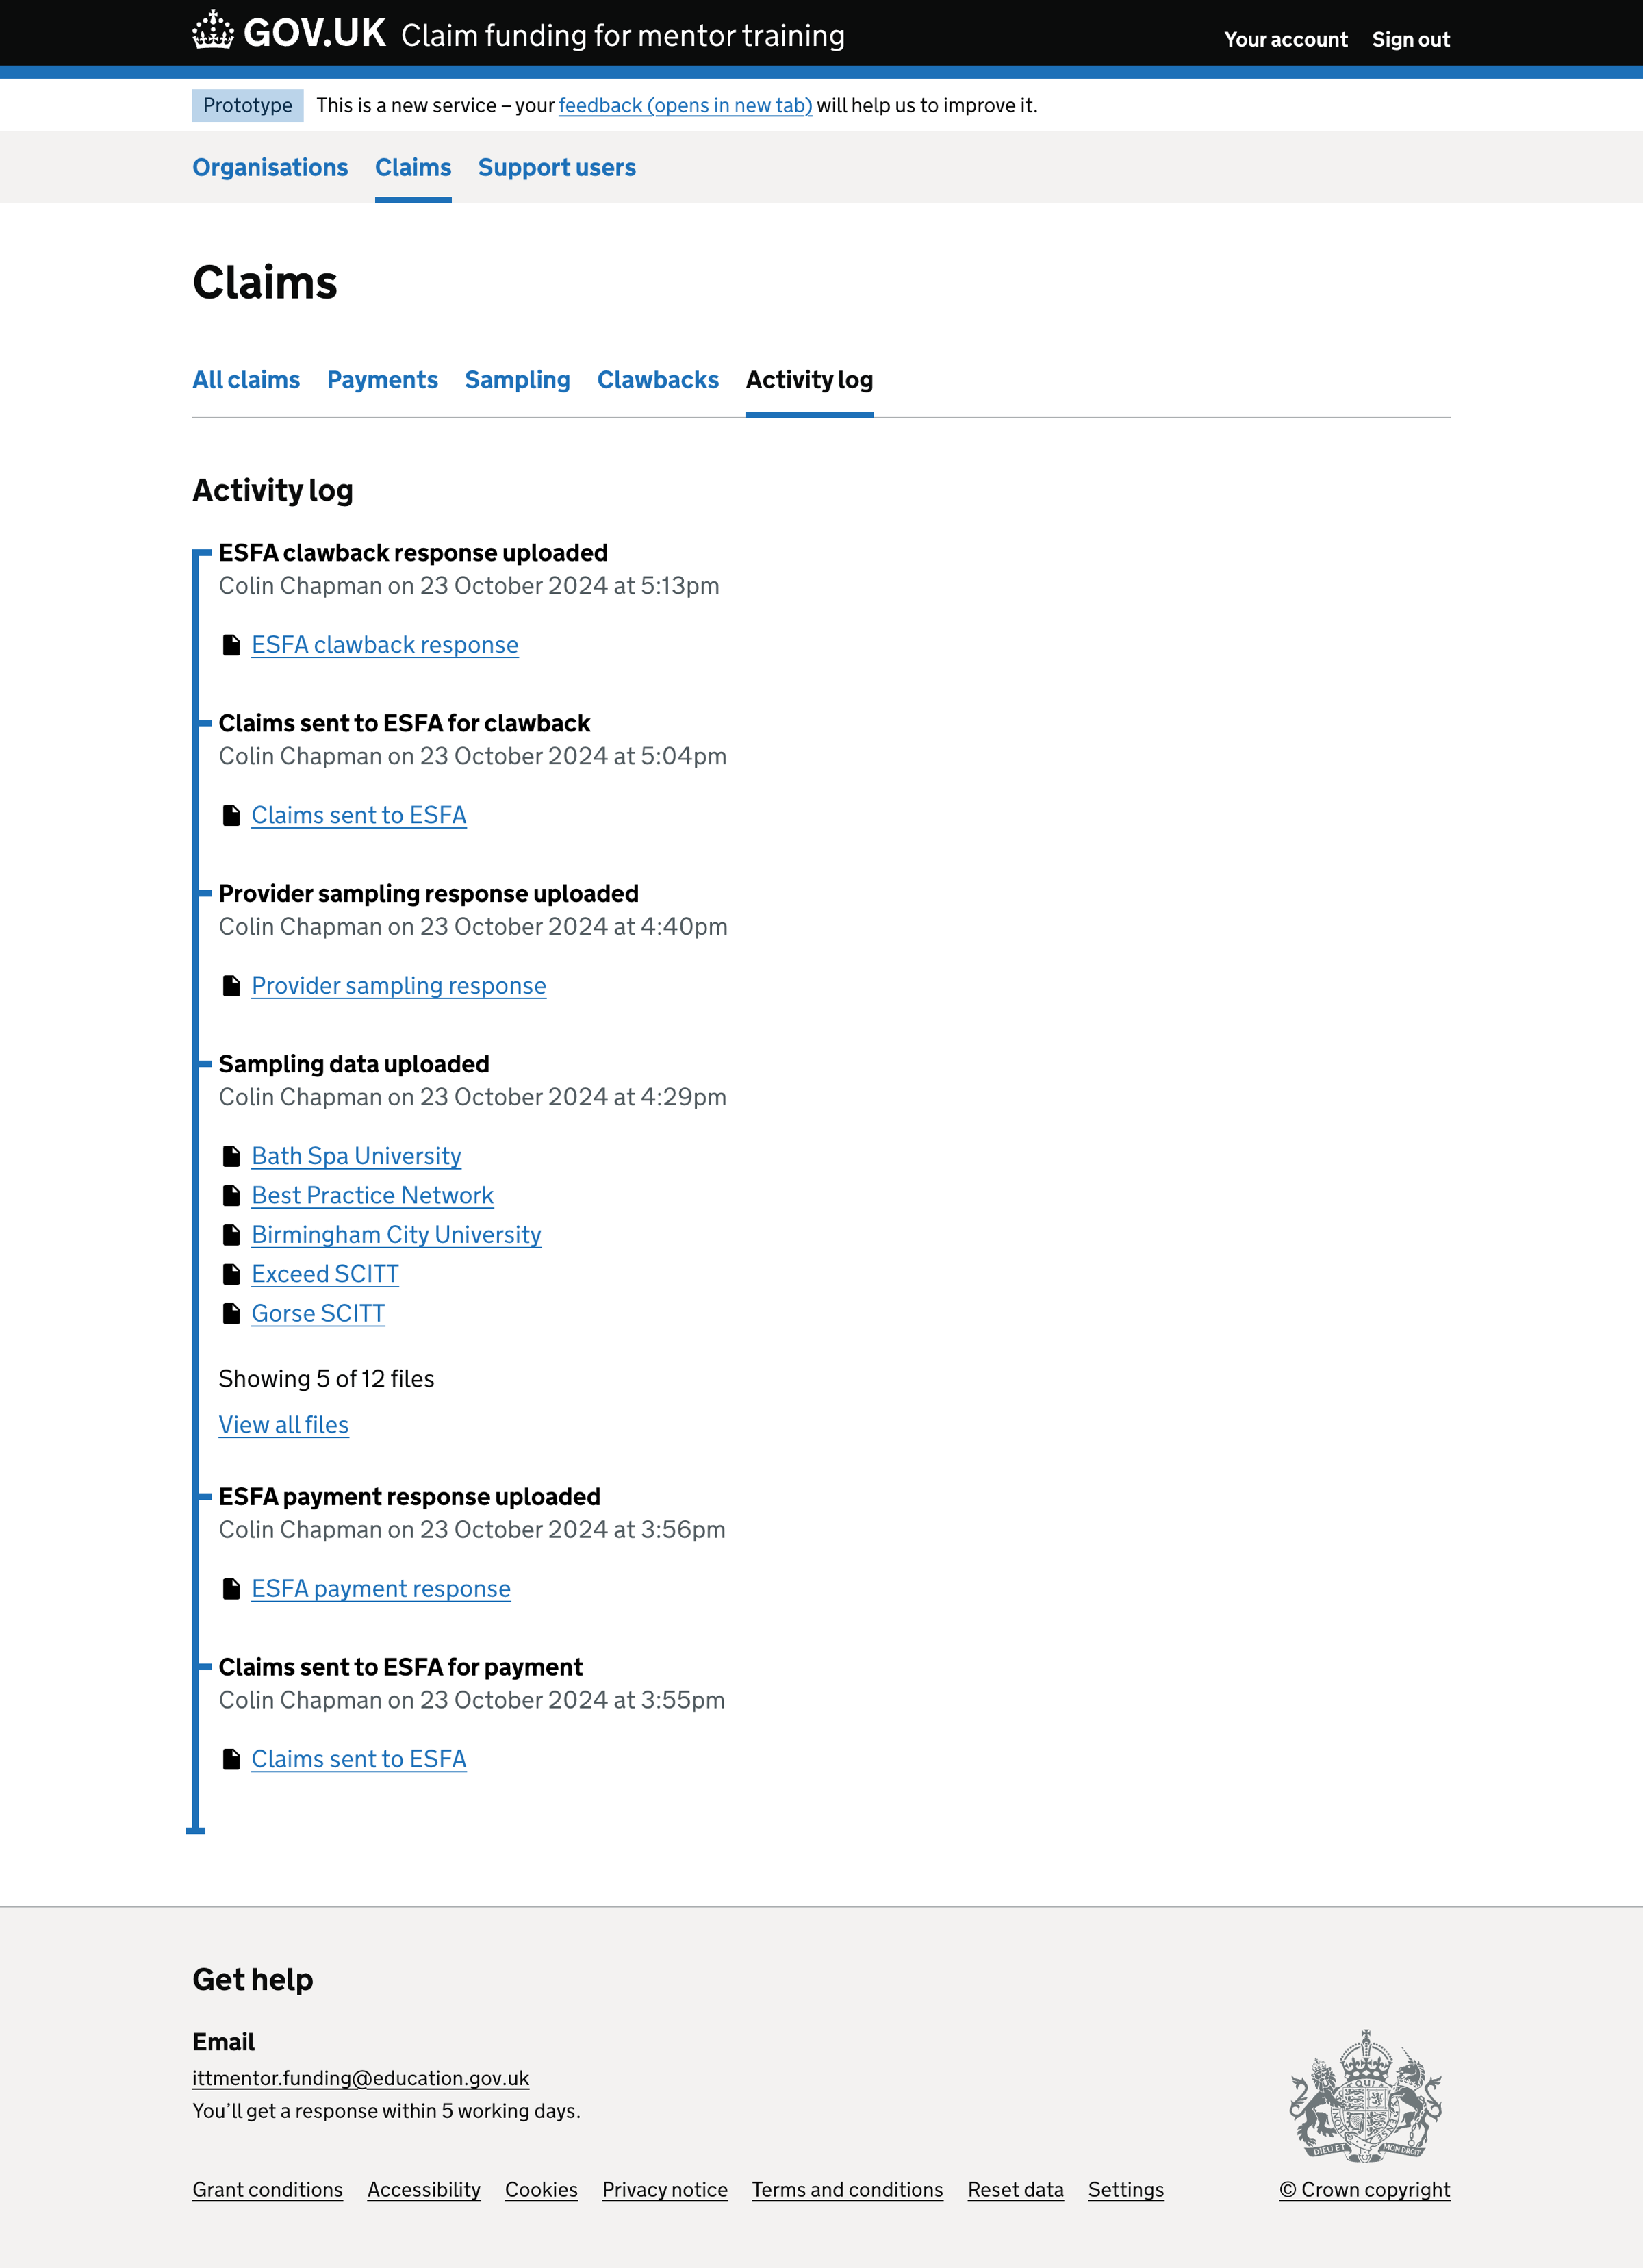 GOV.UK Claim funding for mentor training
Your account Sign out
Prototype This is a new service – your feedback (opens in new tab) will help us to improve it.
Organisations Claims Support users
Claims
All claims Payments Sampling Clawbacks Activity log
Activity log
ESFA clawback response uploaded
Colin Chapman on 23 October 2024 at 5:13pm
ESFA clawback response
Claims sent to ESFA for clawback
Colin Chapman on 23 October 2024 at 5:04pm
Claims sent to ESFA
Provider sampling response uploaded
Colin Chapman on 23 October 2024 at 4:40pm
Provider sampling response
Sampling data uploaded
Colin Chapman on 23 October 2024 at 4:29pm
Bath Spa University
Best Practice Network
Birmingham City University
Exceed SCITT
Gorse SCITT
Showing 5 of 12 files
View all files
ESFA payment response uploaded
Colin Chapman on 23 October 2024 at 3:56pm
ESFA payment response
Claims sent to ESFA for payment
Colin Chapman on 23 October 2024 at 3:55pm
Claims sent to ESFA
Get help
Email
ittmentor.funding@education.gov.uk
You’ll get a response within 5 working days.
DIEU ET MON DROIT
Grant conditions Accessibility Cookies Privacy notice Terms and conditions Reset data Settings © Crown copyright